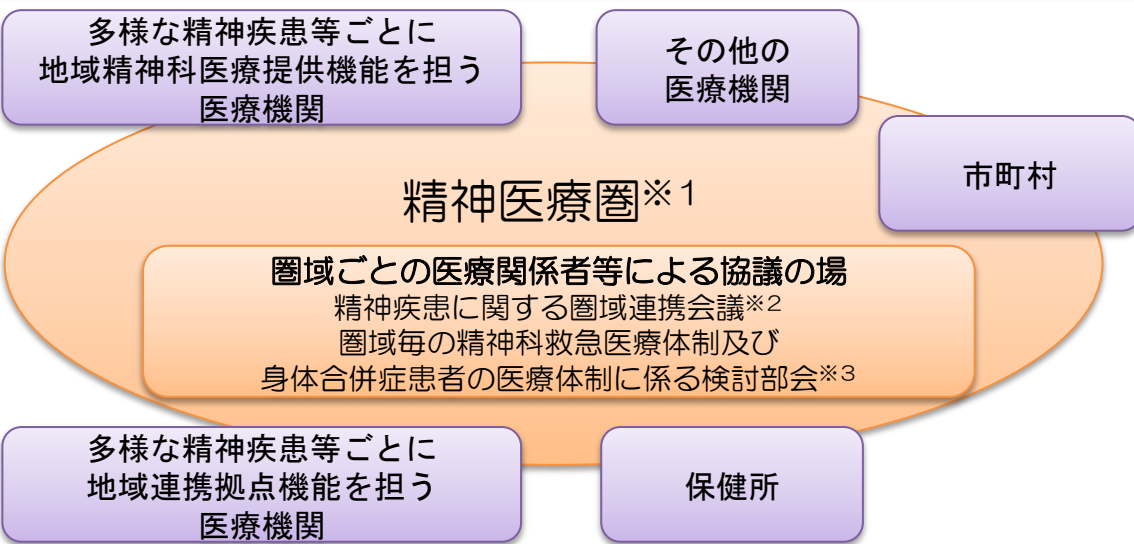 多様な精神疾患等ごとに
地域精神科医療提供機能を担う
医療機関
その他の
医療機関
市町村
精神医療圏※1
圏域ごとの医療関係者等による協議の場
精神疾患に関する圏域連携会議※2
圏域毎の精神科救急医療体制及び
身体合併症患者の医療体制に係る検討部会※3
多様な精神疾患等ごとに
地域連携拠点機能を担う
医療機関
保健所